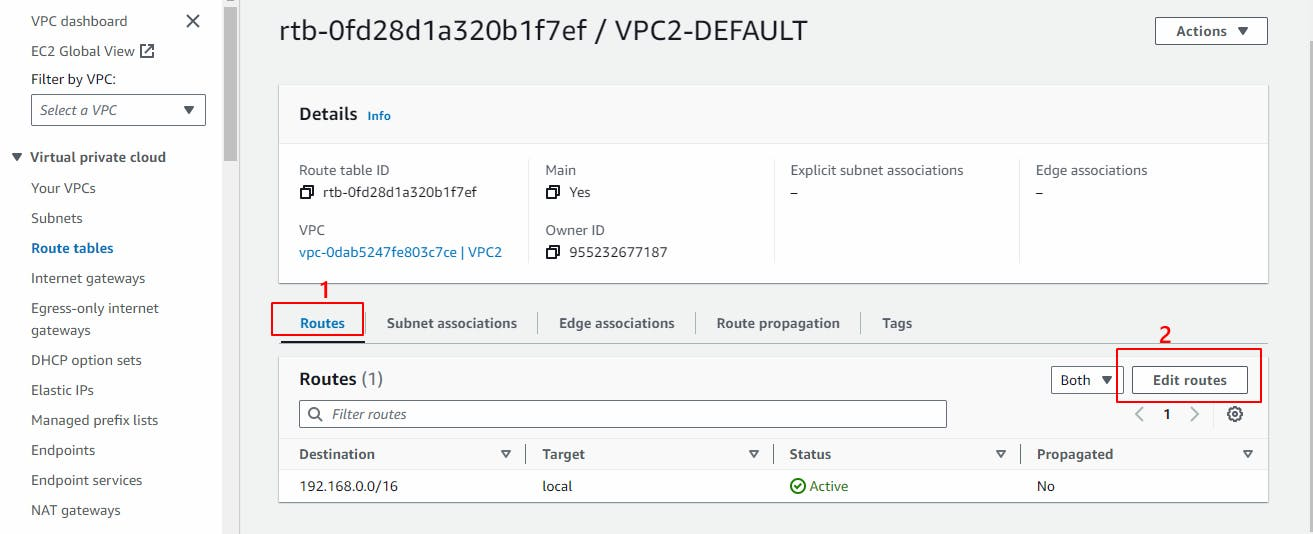 VPC dashboard
EC2 Global View
Filter by VPC:
Select a VPC
Virtual private cloud
Your VPCs
Subnets
Route tables
Internet gateways
Egress-only internet
gateways
DHCP option sets
Elastic IPs
Managed prefix lists
Endpoints
Endpoint services
NAT gateways
rtb-0fd28d1a320b1f7ef / VPC2-DEFAULT
Actions
Details Info
Route table ID
rtb-0fd28d1a320b1f7ef
Main
Yes
Explicit subnet associations
–
Edge associations
–
VPC
vpc-0dab5247fe803c7ce | VPC2
Owner ID
955232677187
1
Routes Subnet associations Edge associations Route propagation Tags
2
Routes (1)
Both
Edit routes
Filter routes
1
Destination Target Status Propagated
192.168.0.0/16 local Active No